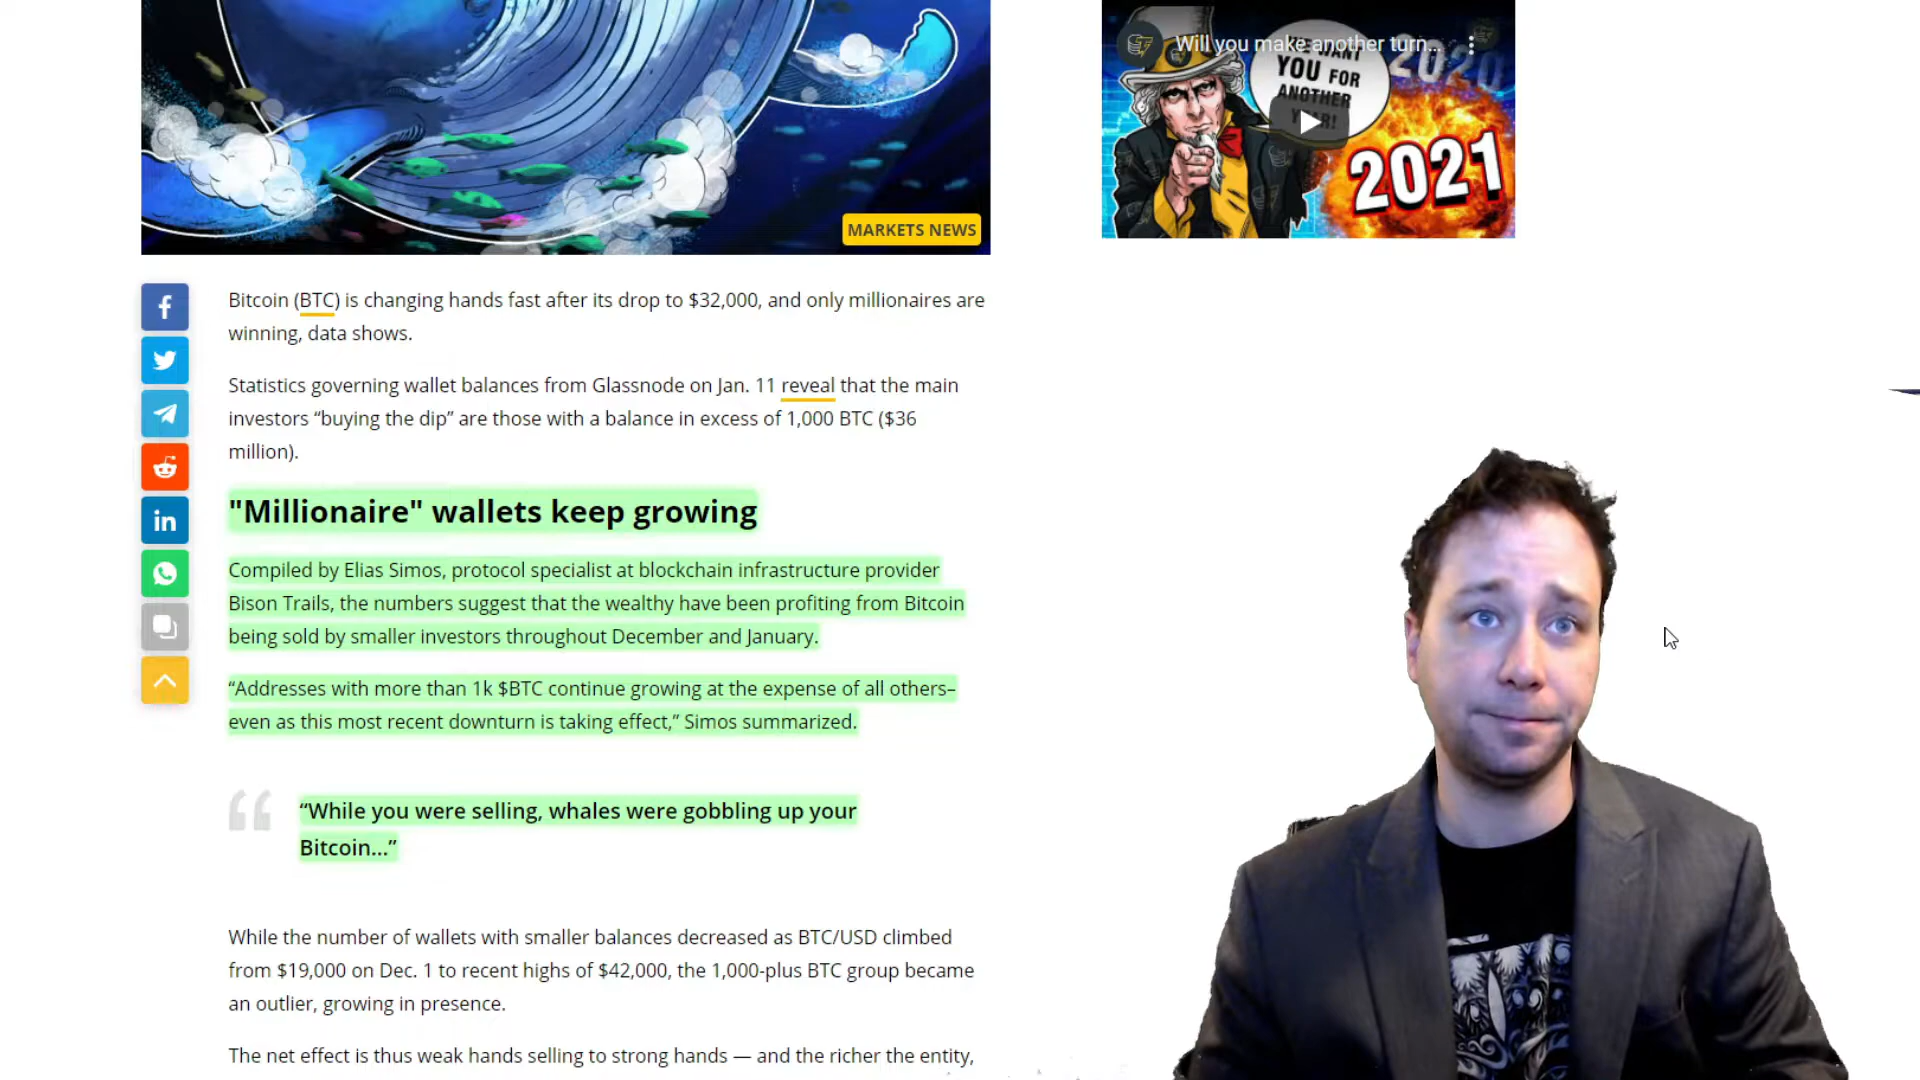 Will you make another turn...
WE WANT
YOU FOR
ANOTHER
YEAR!
2020
2021
MARKETS NEWS
Bitcoin (BTC) is changing hands fast after its drop to $32,000, and only millionaires are
winning, data shows.
Statistics governing wallet balances from Glassnode on Jan. 11 reveal that the main
investors “buying the dip” are those with a balance in excess of 1,000 BTC ($36
million).
"Millionaire" wallets keep growing
Compiled by Elias Simos, protocol specialist at blockchain infrastructure provider
Bison Trails, the numbers suggest that the wealthy have been profiting from Bitcoin
being sold by smaller investors throughout December and January.
“Addresses with more than 1k $BTC continue growing at the expense of all others–
even as this most recent downturn is taking effect,” Simos summarized.
“While you were selling, whales were gobbling up your
Bitcoin...”
While the number of wallets with smaller balances decreased as BTC/USD climbed
from $19,000 on Dec. 1 to recent highs of $42,000, the 1,000-plus BTC group became
an outlier, growing in presence.
The net effect is thus weak hands selling to strong hands — and the richer the entity,